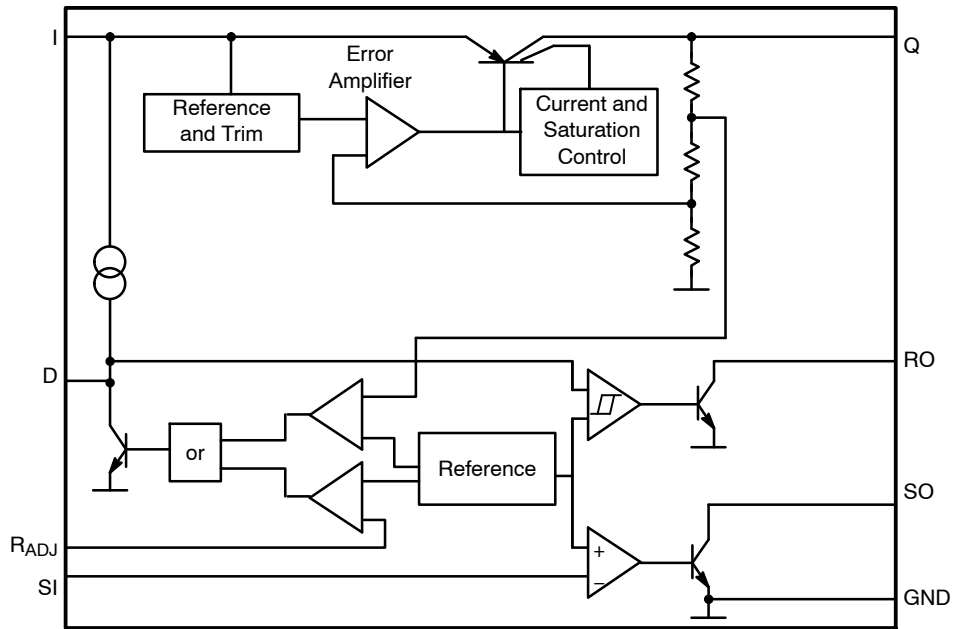 I
Q
Error
Amplifier
Reference
and Trim
Current and
Saturation
Control
D
RO
or
Reference
SO
RADJ
SI
+
−
GND